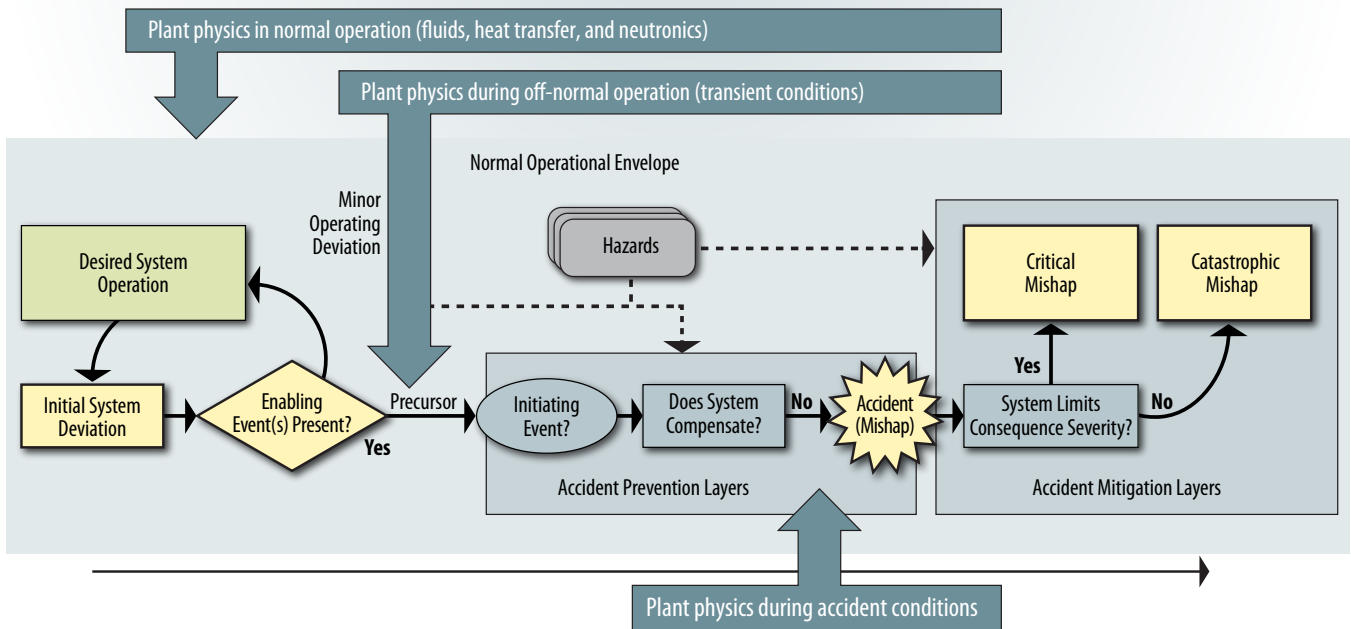 Plant physics in normal operation (fluids, heat transfer, and neutronics)
Plant physics during off-normal operation (transient conditions)
Normal Operational Envelope
Minor
Operating
Deviation
Hazards
Desired System
Operation
Critical
Mishap
Catastrophic
Mishap
Initial System
Deviation
Enabling
Event(s) Present?
Yes
Precursor
Initiating
Event?
Does System
Compensate?
No
Accident
(Mishap)
Yes
System Limits
Consequence Severity?
No
Accident Prevention Layers
Accident Mitigation Layers
Plant physics during accident conditions